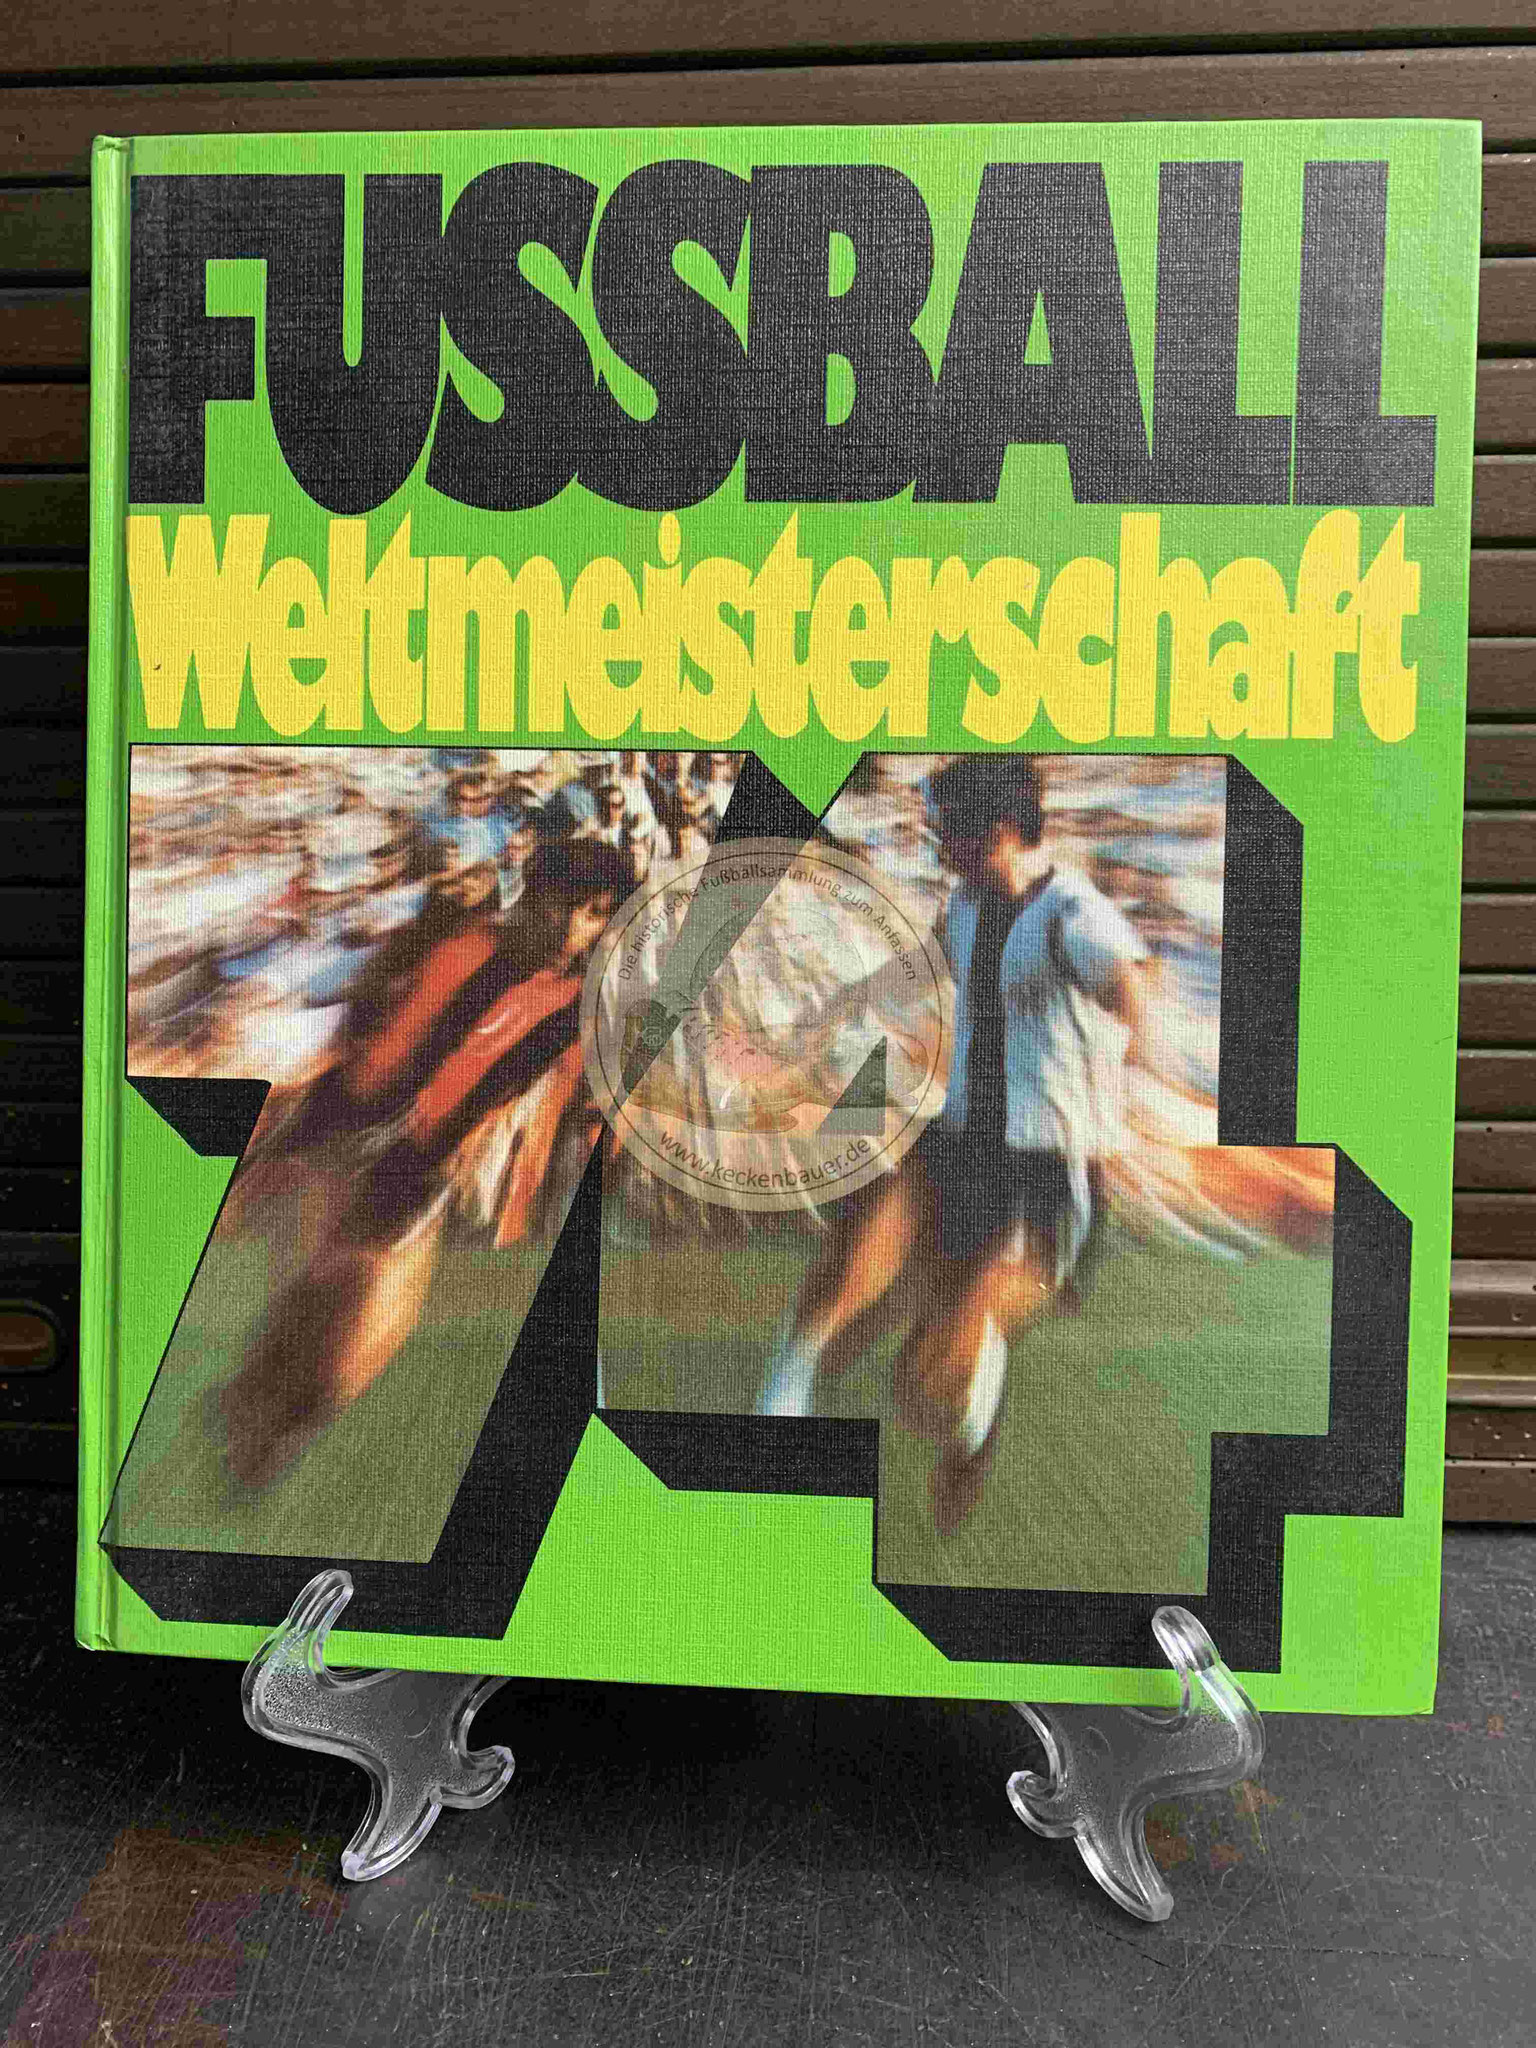 FUSSBALL
Weltmeisterschaft
74
Die historische Fußballsammlung zum Anfassen
www.keckenbauer.de